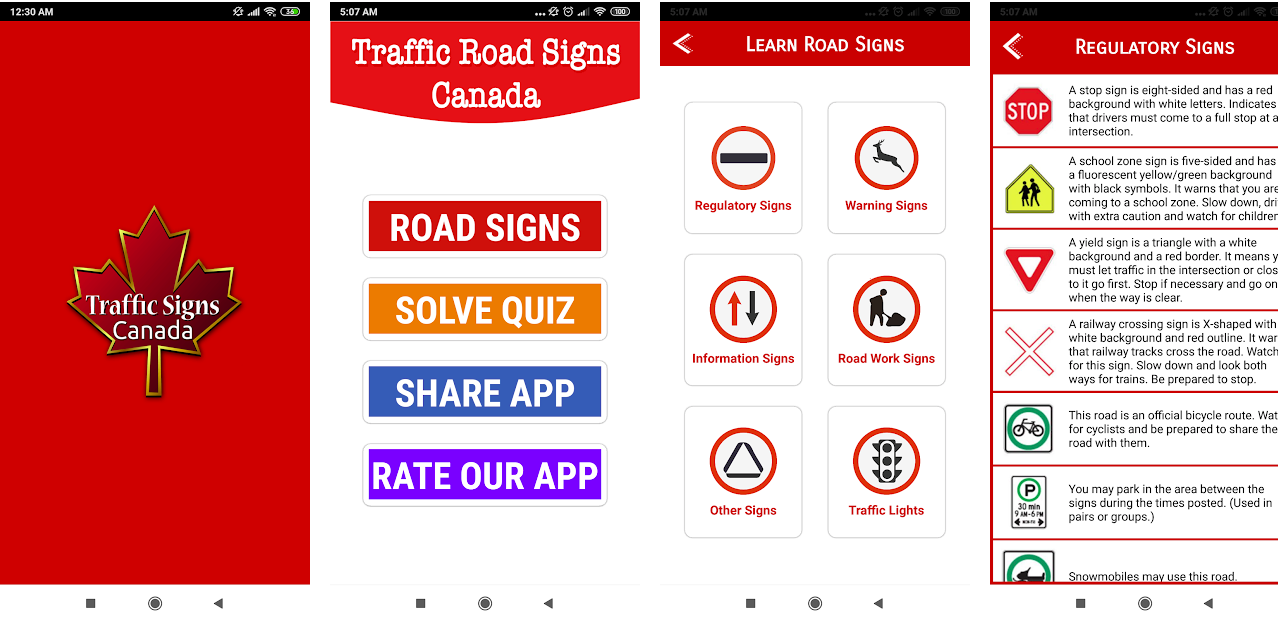 12:30 AM
36
Traffic Signs
Canada
5:07 AM
100
Traffic Road Signs
Canada
ROAD SIGNS
SOLVE QUIZ
SHARE APP
RATE OUR APP
5:07 AM
100
Learn Road Signs
Regulatory Signs
Warning Signs
Information Signs
Road Work Signs
Other Signs
Traffic Lights
5:07 AM
Regulatory Signs
STOP
A stop sign is eight-sided and has a red
background with white letters. Indicates
that drivers must come to a full stop at a
intersection.
A school zone sign is five-sided and has
a fluorescent yellow/green background
with black symbols. It warns that you are
coming to a school zone. Slow down, dri
with extra caution and watch for children
A yield sign is a triangle with a white
background and a red border. It means y
must let traffic in the intersection or clos
to it go first. Stop if necessary and go on
when the way is clear.
A railway crossing sign is X-shaped with
white background and red outline. It war
that railway tracks cross the road. Watch
for this sign. Slow down and look both
ways for trains. Be prepared to stop.
This road is an official bicycle route. Wat
for cyclists and be prepared to share the
road with them.
P
30 min
9 AM-6 PM
MON-FRI
You may park in the area between the
signs during the times posted. (Used in
pairs or groups.)
Snowmobiles may use this road.